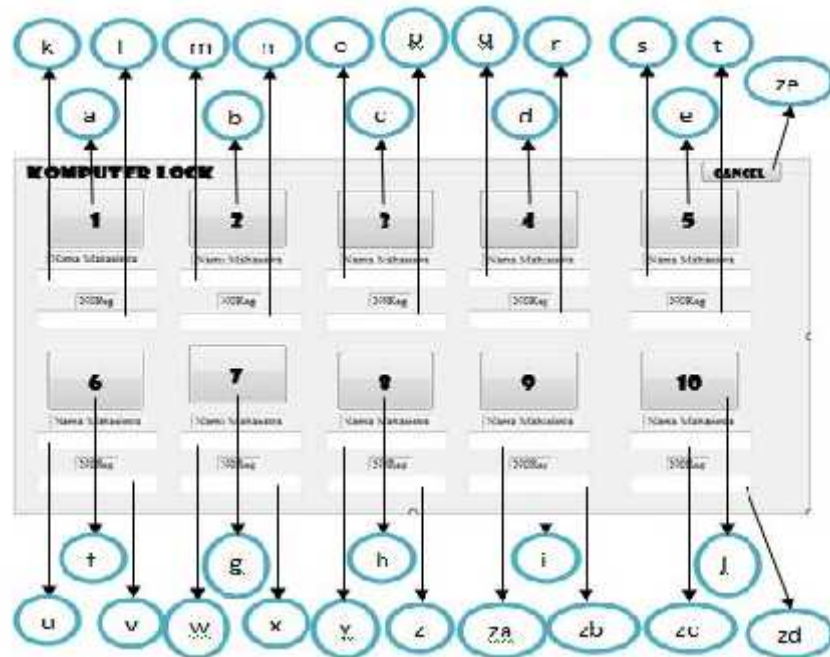 k l m n o p q r s t
a b c d e ze
KOMPUTER LOCK CANCEL
1 2 3 4 5
Nama Mahasiswa Nama Mahasiswa Nama Mahasiswa Nama Mahasiswa Nama Mahasiswa
NOReg NOReg NOReg NOReg NOReg
6 7 8 9 10
Nama Mahasiswa Nama Mahasiswa Nama Mahasiswa Nama Mahasiswa Nama Mahasiswa
NOReg NOReg NOReg NOReg NOReg
f g h i j
u v w x y z za zb zc zd